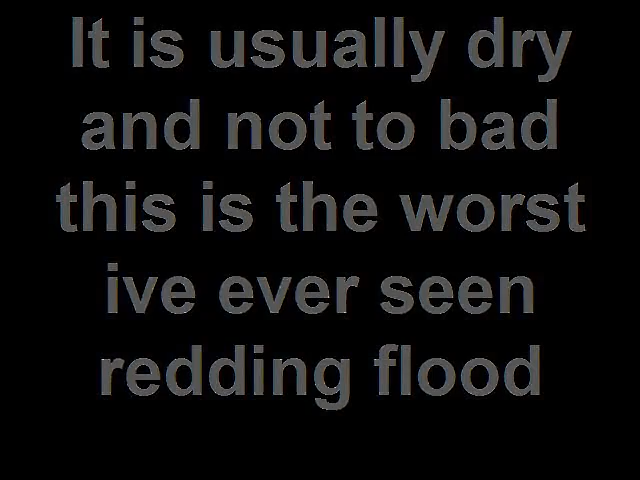 It is usually dry
and not to bad
this is the worst
ive ever seen
redding flood